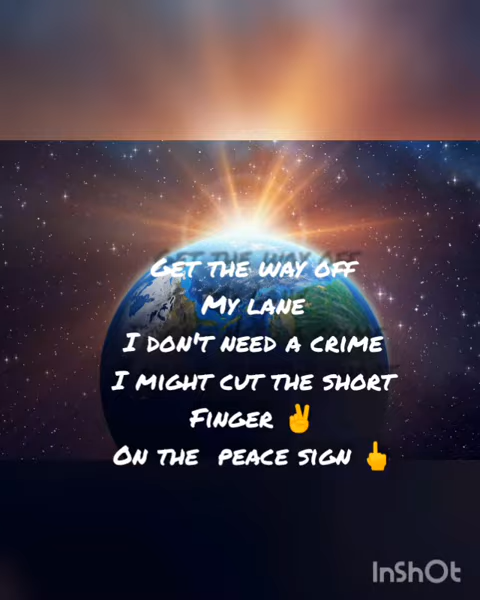 Get the way off
My lane
I don't need a crime
I might cut the short
Finger ✌️
On the peace sign 🖕
InShOt